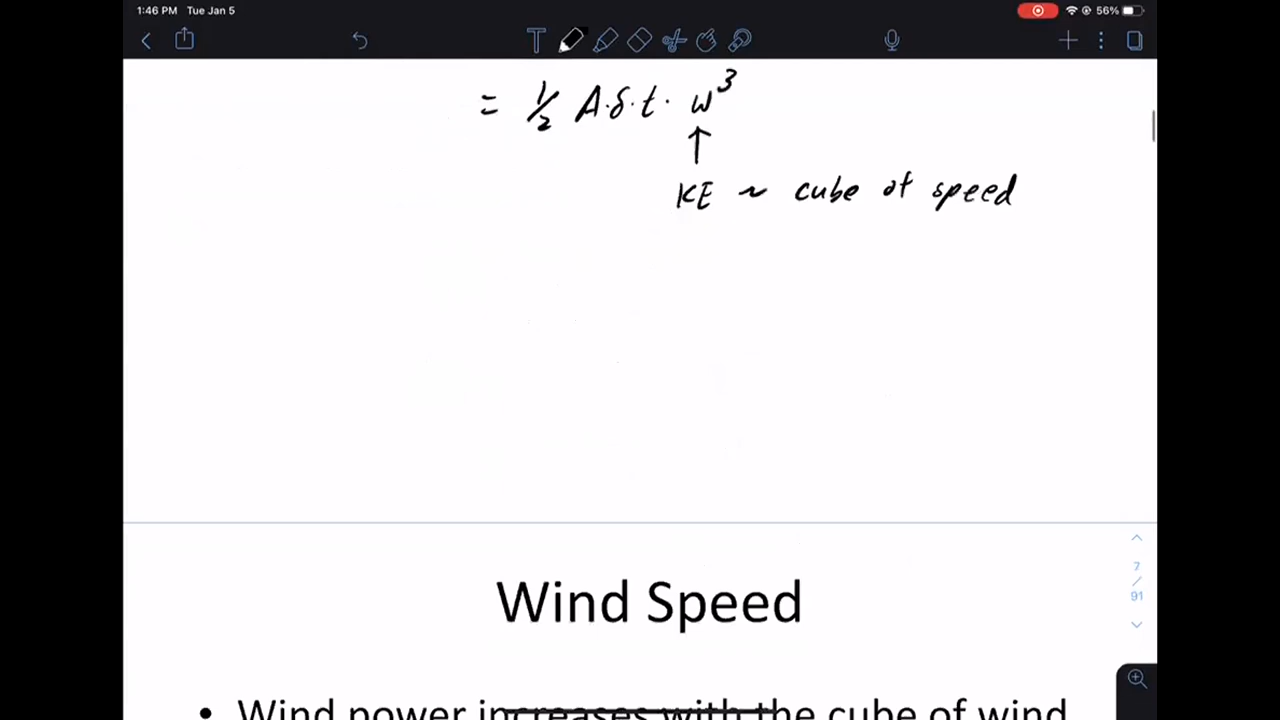 1:46 PM Tue Jan 5
56%
= 1/2 A·δ·t· w³
↑
KE ~ cube of speed
7
/
91
Wind Speed
• Wind power increases with the cube of wind